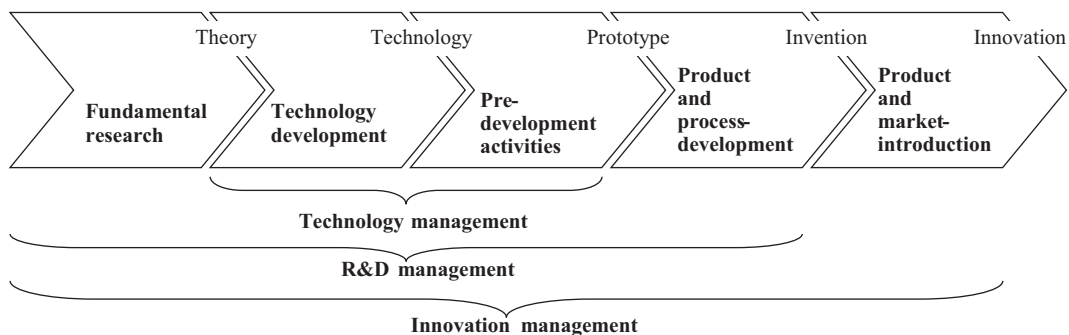 Theory Technology Prototype Invention Innovation
Fundamental
research
Technology
development
Pre-
development
activities
Product
and
process-
development
Product
and
market-
introduction
Technology management
R&D management
Innovation management